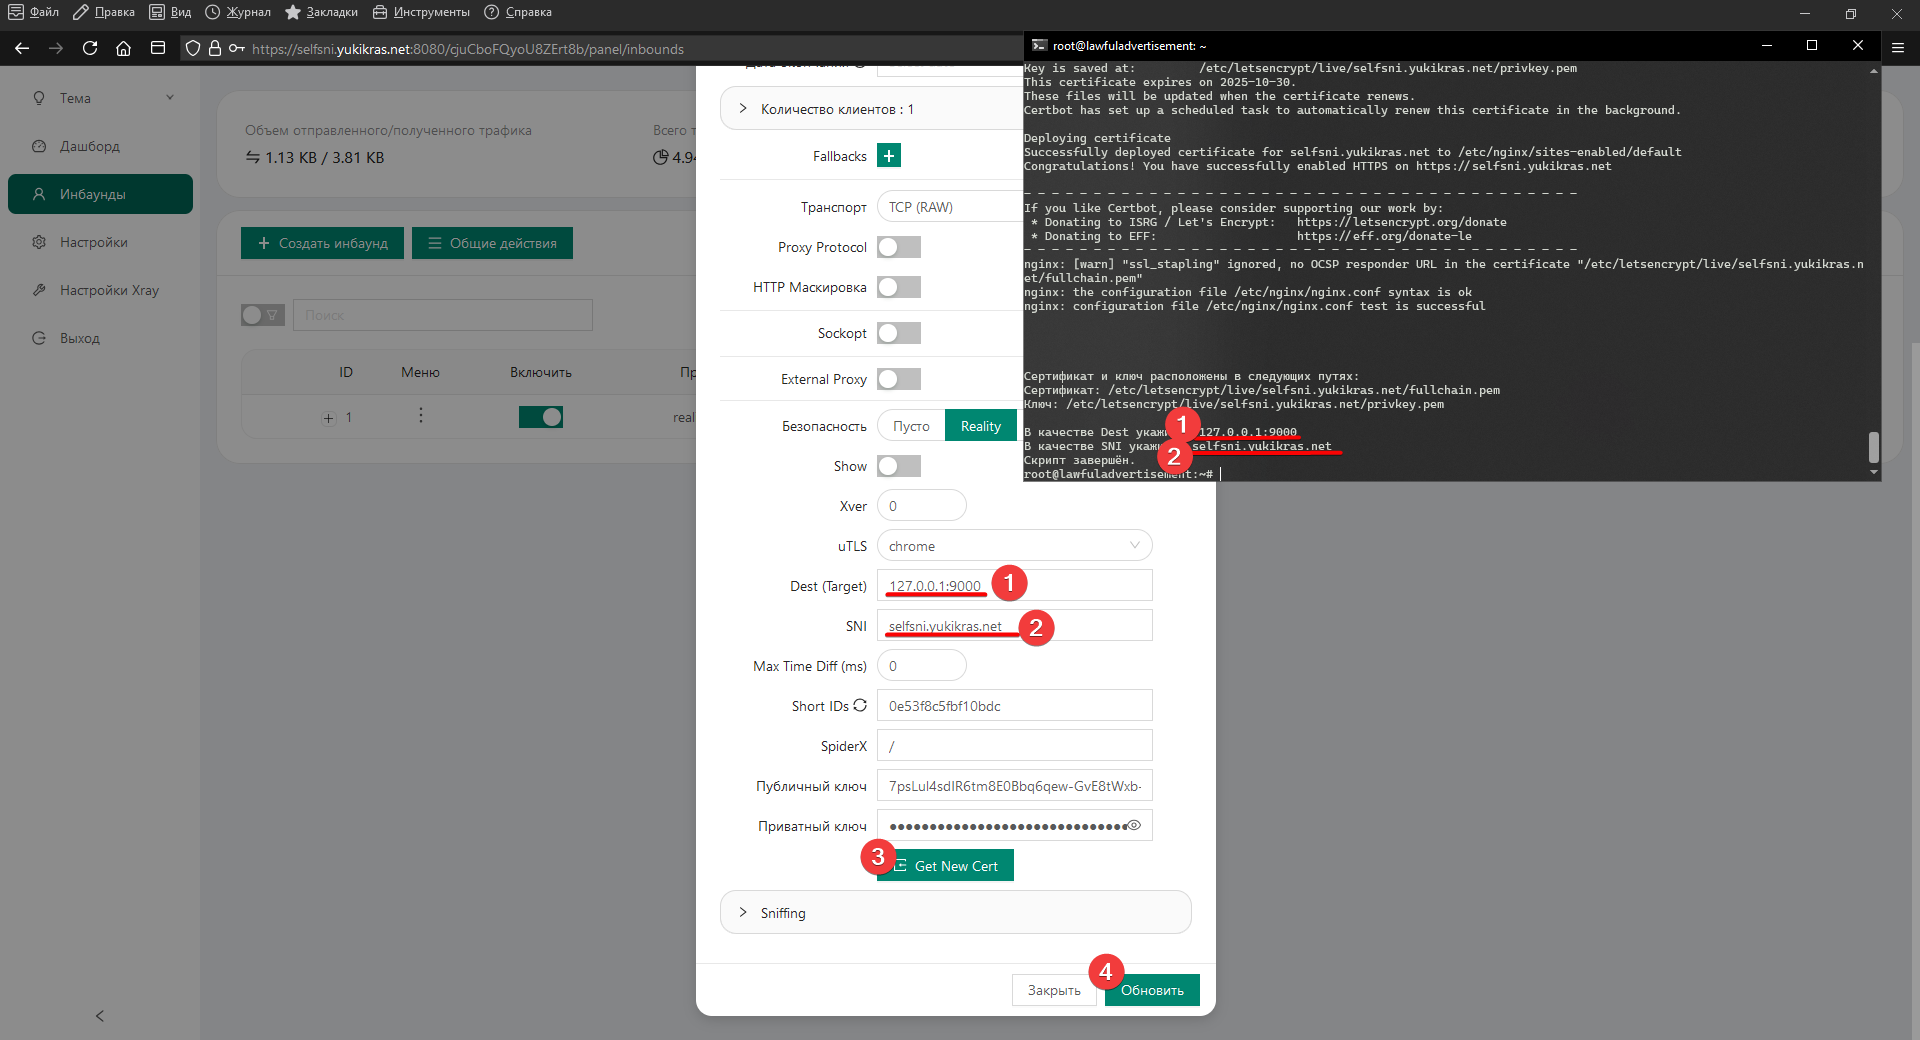 Файл Правка Вид Журнал Закладки Инструменты Справка
https://selfsni.yukikras.net:8080/cjuCboFQyoU8ZErt8b/panel/inbounds
Тема
Дашборд
Инбаунды
Настройки
Настройки Xray
Выход
Объем отправленного/полученного трафика
1.13 KB / 3.81 KB
Всего т
4.94
Создать инбаунд
Общие действия
Поиск
ID Меню Включить Пр
1 real
Количество клиентов : 1
Fallbacks
Транспорт TCP (RAW)
Proxy Protocol
HTTP Маскировка
Sockopt
External Proxy
Безопасность Пусто Reality
Show
Xver 0
uTLS chrome
Dest (Target) 127.0.0.1:9000 1
SNI selfsni.yukikras.net 2
Max Time Diff (ms) 0
Short IDs 0e53f8c5fbf10bdc
SpiderX /
Публичный ключ 7psLul4sdIR6tm8E0Bbq6qew-GvE8tWxb-
Приватный ключ ●●●●●●●●●●●●●●●●●●●●●●●●●●●●●●
3 Get New Cert
Sniffing
4
Закрыть Обновить
root@lawfuladvertisement: ~
Key is saved at: /etc/letsencrypt/live/selfsni.yukikras.net/privkey.pem
This certificate expires on 2025-10-30.
These files will be updated when the certificate renews.
Certbot has set up a scheduled task to automatically renew this certificate in the background.
Deploying certificate
Successfully deployed certificate for selfsni.yukikras.net to /etc/nginx/sites-enabled/default
Congratulations! You have successfully enabled HTTPS on https://selfsni.yukikras.net
- - - - - - - - - - - - - - - - - - - - - - - - - - - - - - - - - - - - - - - -
If you like Certbot, please consider supporting our work by:
* Donating to ISRG / Let's Encrypt: https://letsencrypt.org/donate
* Donating to EFF: https://eff.org/donate-le
- - - - - - - - - - - - - - - - - - - - - - - - - - - - - - - - - - - - - - - -
nginx: [warn] "ssl_stapling" ignored, no OCSP responder URL in the certificate "/etc/letsencrypt/live/selfsni.yukikras.n
et/fullchain.pem"
nginx: the configuration file /etc/nginx/nginx.conf syntax is ok
nginx: configuration file /etc/nginx/nginx.conf test is successful
Сертификат и ключ расположены в следующих путях:
Сертификат: /etc/letsencrypt/live/selfsni.yukikras.net/fullchain.pem
Ключ: /etc/letsencrypt/live/selfsni.yukikras.net/privkey.pem
В качестве Dest укажи 1 127.0.0.1:9000
В качестве SNI укажи 2 selfsni.yukikras.net
Скрипт завершён.
root@lawfuladvertisement:~#